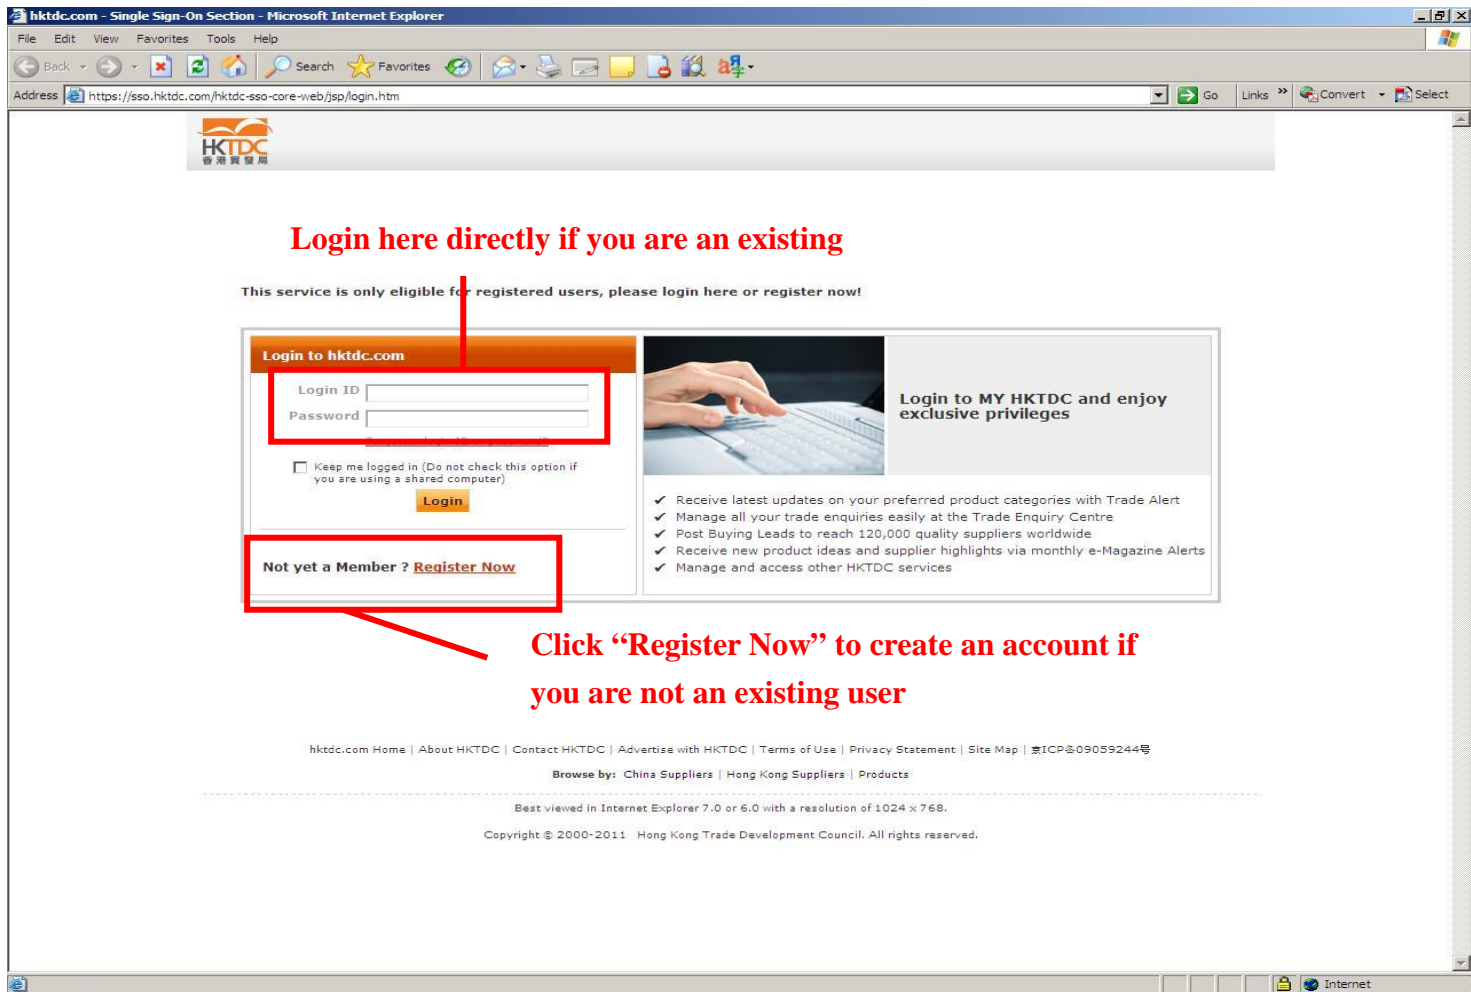 hktdc.com - Single Sign-On Section - Microsoft Internet Explorer
File Edit View Favorites Tools Help
Back Search Favorites
Address https://sso.hktdc.com/hktdc-sso-core-web/jsp/login.htm Go Links » Convert Select
HKTDC
香港貿發局
Login here directly if you are an existing
This service is only eligible for registered users, please login here or register now!
Login to hktdc.com
Login ID
Password
Keep me logged in (Do not check this option if
you are using a shared computer)
Login
Not yet a Member ? Register Now
Login to MY HKTDC and enjoy
exclusive privileges
✔ Receive latest updates on your preferred product categories with Trade Alert
✔ Manage all your trade enquiries easily at the Trade Enquiry Centre
✔ Post Buying Leads to reach 120,000 quality suppliers worldwide
✔ Receive new product ideas and supplier highlights via monthly e-Magazine Alerts
✔ Manage and access other HKTDC services
Click “Register Now” to create an account if
you are not an existing user
hktdc.com Home | About HKTDC | Contact HKTDC | Advertise with HKTDC | Terms of Use | Privacy Statement | Site Map | 京ICP备09059244号
Browse by: China Suppliers | Hong Kong Suppliers | Products
Best viewed in Internet Explorer 7.0 or 6.0 with a resolution of 1024 x 768.
Copyright © 2000-2011 Hong Kong Trade Development Council. All rights reserved.
Internet